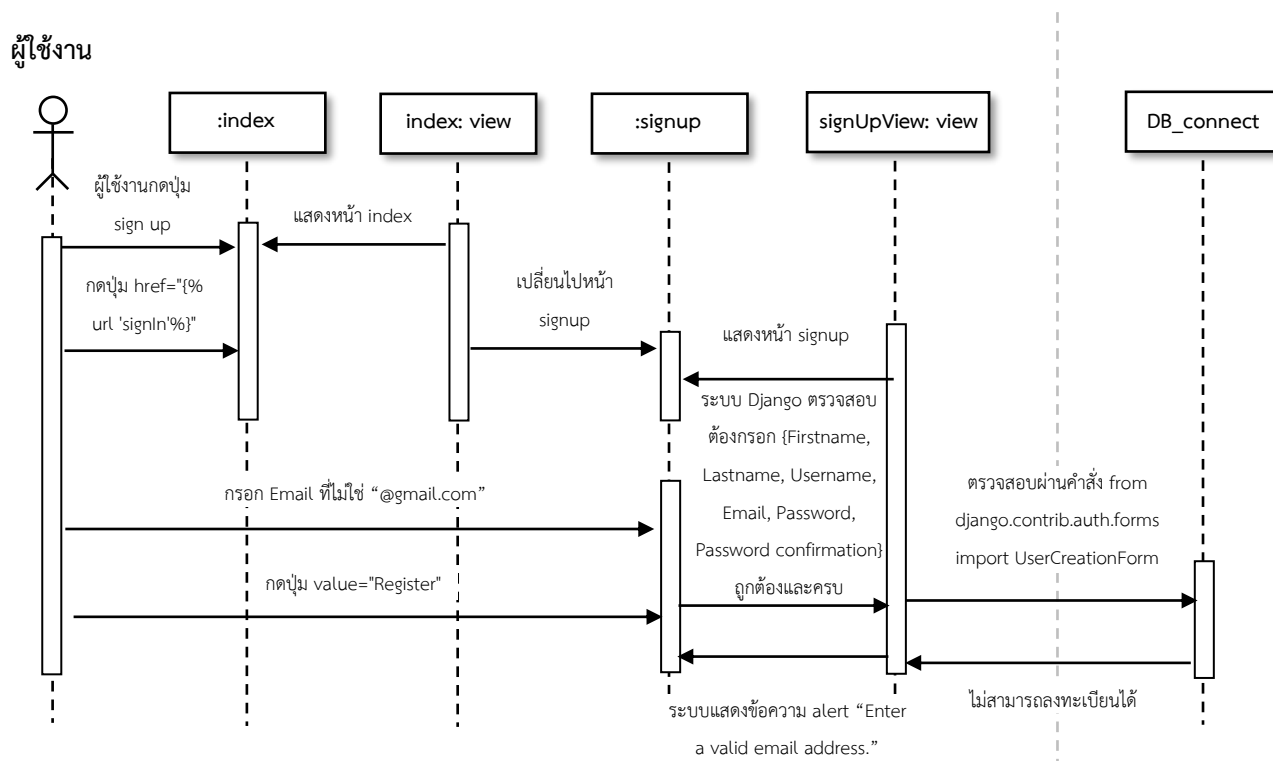 ผู้ใช้งาน
:index
index: view
:signup
signUpView: view
DB_connect
ผู้ใช้งานกดปุ่ม
sign up
แสดงหน้า index
กดปุ่ม href="{%
url 'signIn'%}"
เปลี่ยนไปหน้า
signup
แสดงหน้า signup
ระบบ Django ตรวจสอบ
ต้องกรอก {Firstname,
Lastname, Username,
Email, Password,
Password confirmation}
ถูกต้องและครบ
กรอก Email ที่ไม่ใช่ “@gmail.com”
ตรวจสอบผ่านคำสั่ง from
django.contrib.auth.forms
import UserCreationForm
กดปุ่ม value="Register"
ไม่สามารถลงทะเบียนได้
ระบบแสดงข้อความ alert “Enter
a valid email address.”